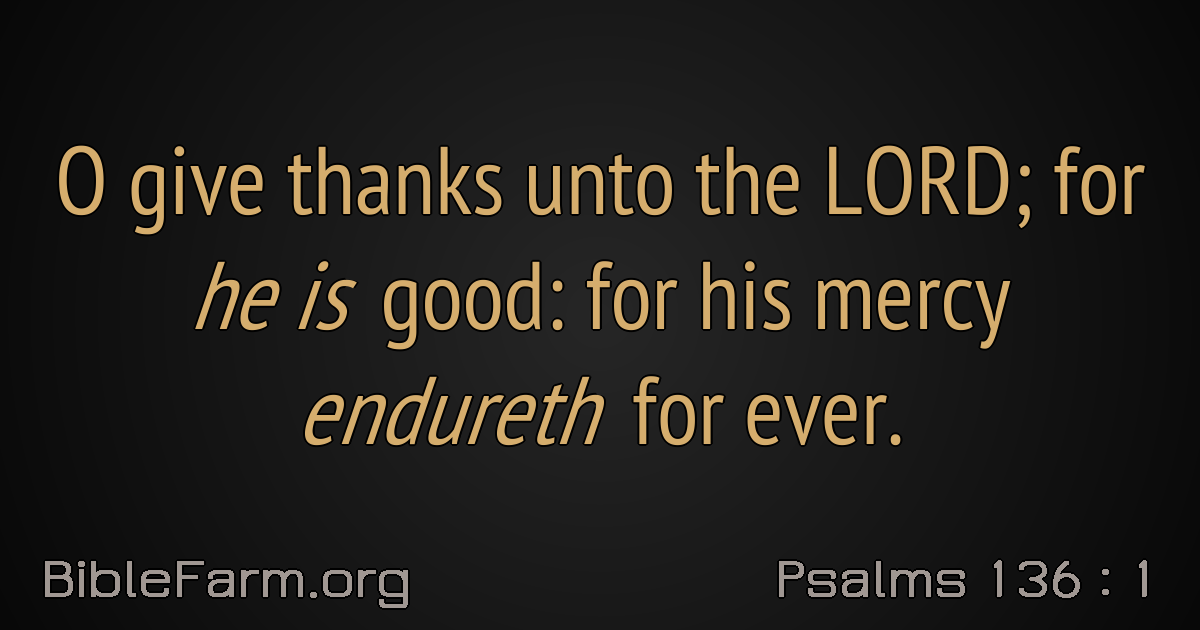 O give thanks unto the LORD; for
he is good: for his mercy
endureth for ever.
BibleFarm.org
Psalms 136 : 1